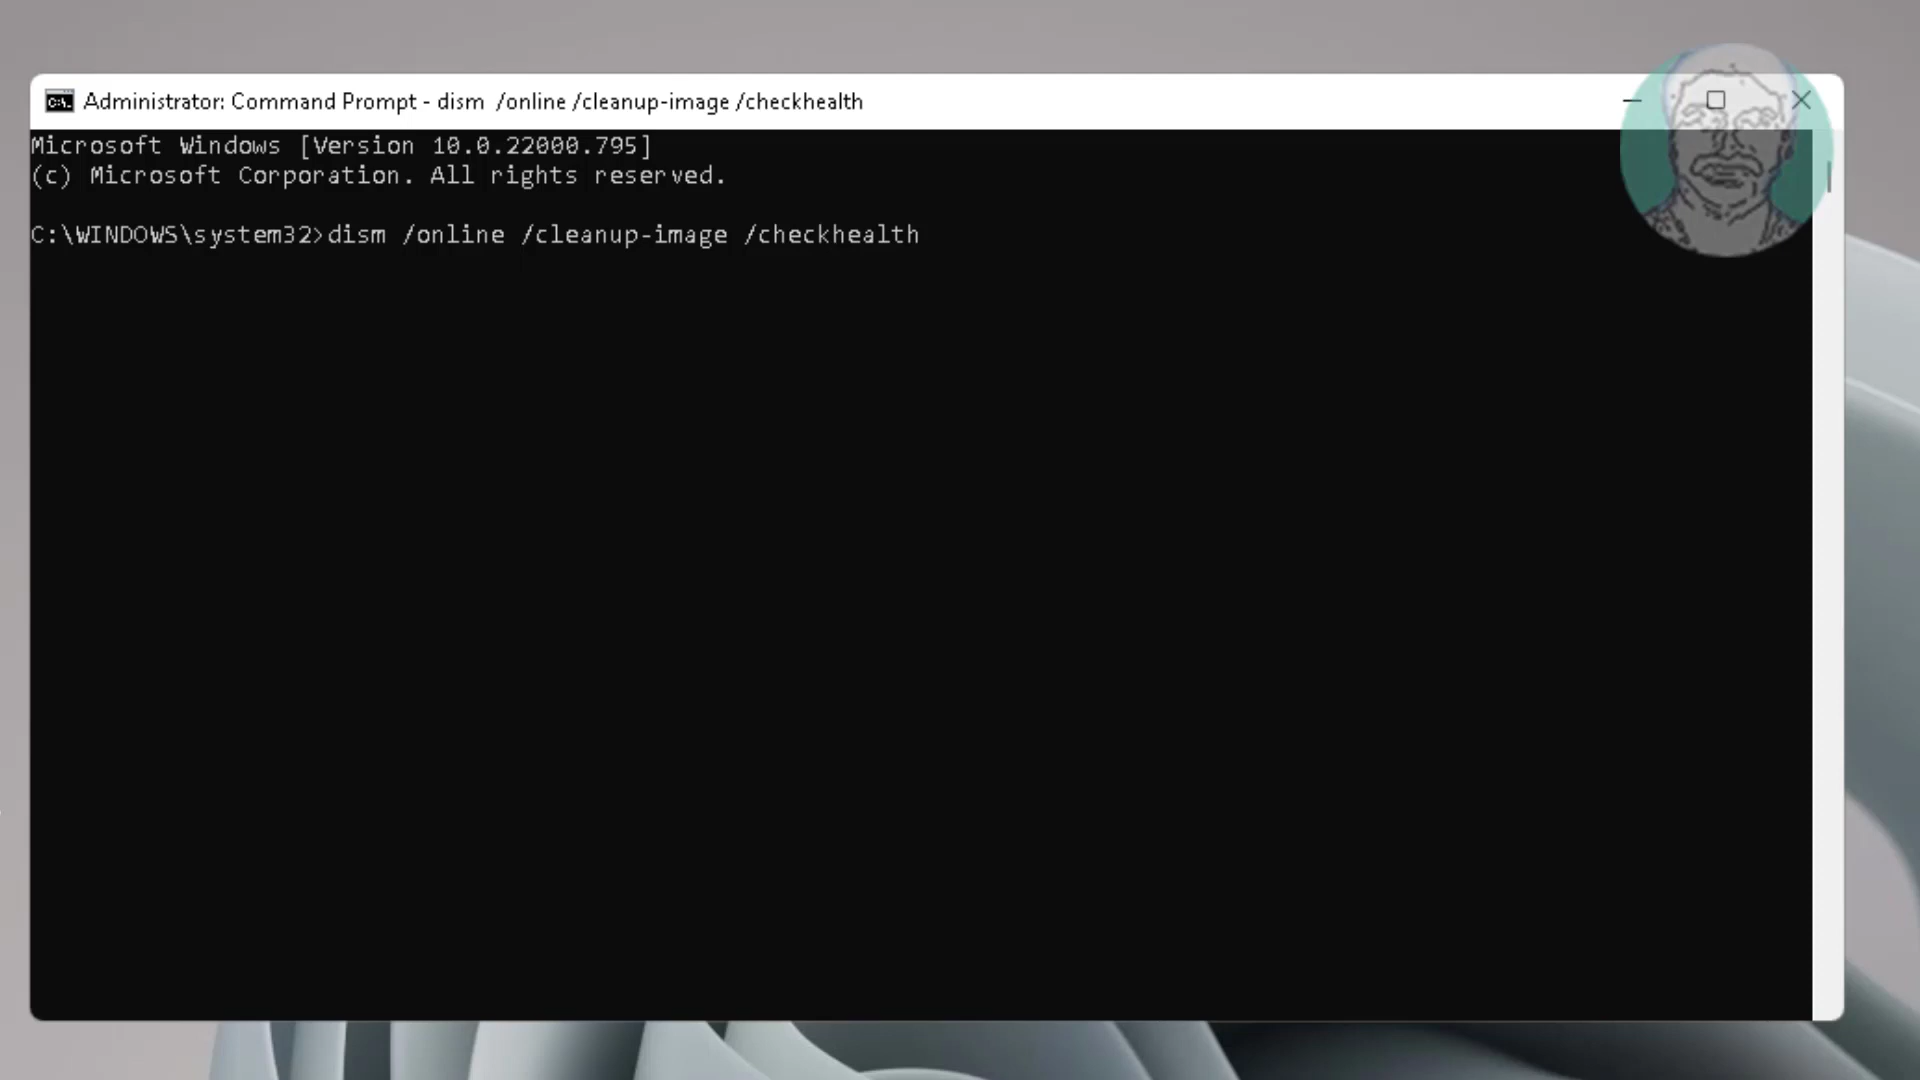 Administrator: Command Prompt - dism  /online /cleanup-image /checkhealth
Microsoft Windows [Version 10.0.22000.795]
(c) Microsoft Corporation. All rights reserved.
C:\WINDOWS\system32>dism /online /cleanup-image /checkhealth